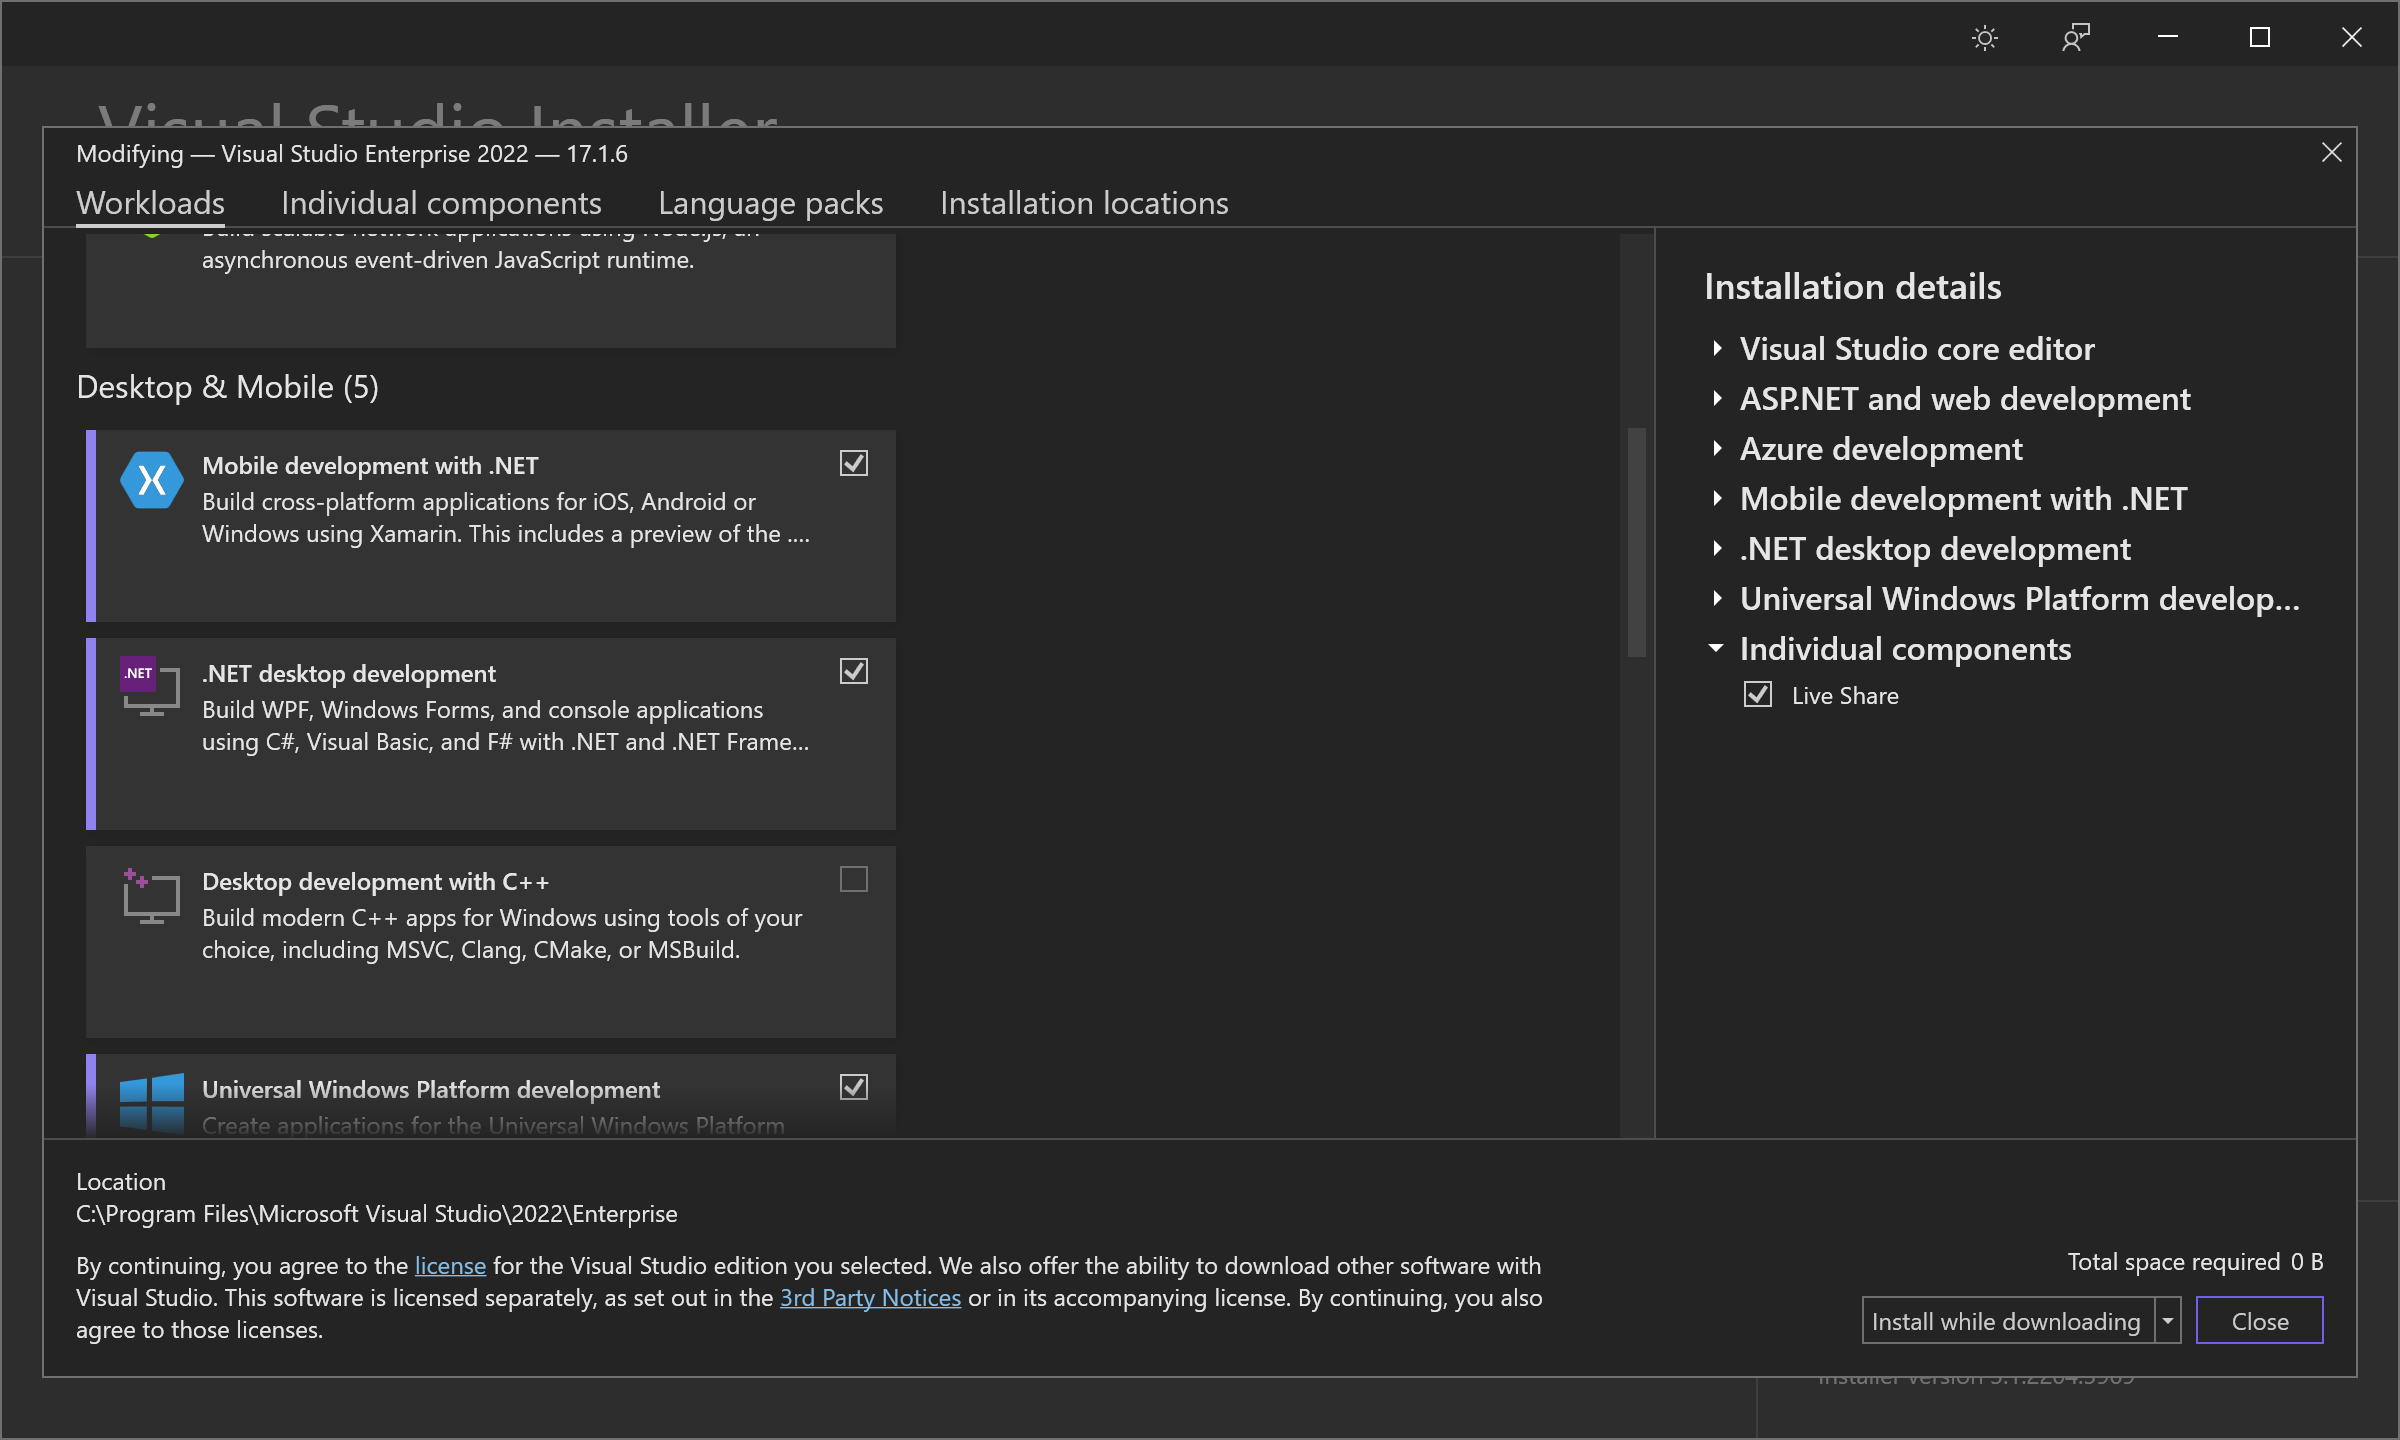 Visual Studio Installer
Modifying — Visual Studio Enterprise 2022 — 17.1.6
Workloads
Individual components
Language packs
Installation locations
Build scalable network applications using Node.js, an
asynchronous event-driven JavaScript runtime.
Desktop & Mobile (5)
Mobile development with .NET
Build cross-platform applications for iOS, Android or
Windows using Xamarin. This includes a preview of the ....
.NET
.NET desktop development
Build WPF, Windows Forms, and console applications
using C#, Visual Basic, and F# with .NET and .NET Frame...
Desktop development with C++
Build modern C++ apps for Windows using tools of your
choice, including MSVC, Clang, CMake, or MSBuild.
Universal Windows Platform development
Create applications for the Universal Windows Platform
Installation details
Visual Studio core editor
ASP.NET and web development
Azure development
Mobile development with .NET
.NET desktop development
Universal Windows Platform develop...
Individual components
Live Share
Location
C:\Program Files\Microsoft Visual Studio\2022\Enterprise
By continuing, you agree to the license for the Visual Studio edition you selected. We also offer the ability to download other software with
Visual Studio. This software is licensed separately, as set out in the 3rd Party Notices or in its accompanying license. By continuing, you also
agree to those licenses.
Total space required 0 B
Install while downloading
Close
Installer version